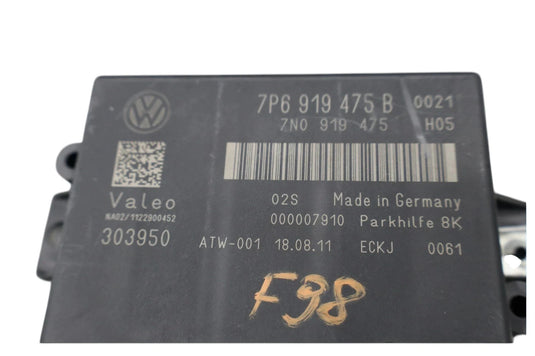 7P6 919 475 B 0021
7N0 919 475 H05
Valeo
NA02/1122900452
303950
02S Made in Germany
000007910 Parkhilfe 8K
ATW-001 18.08.11 ECKJ 0061
F98